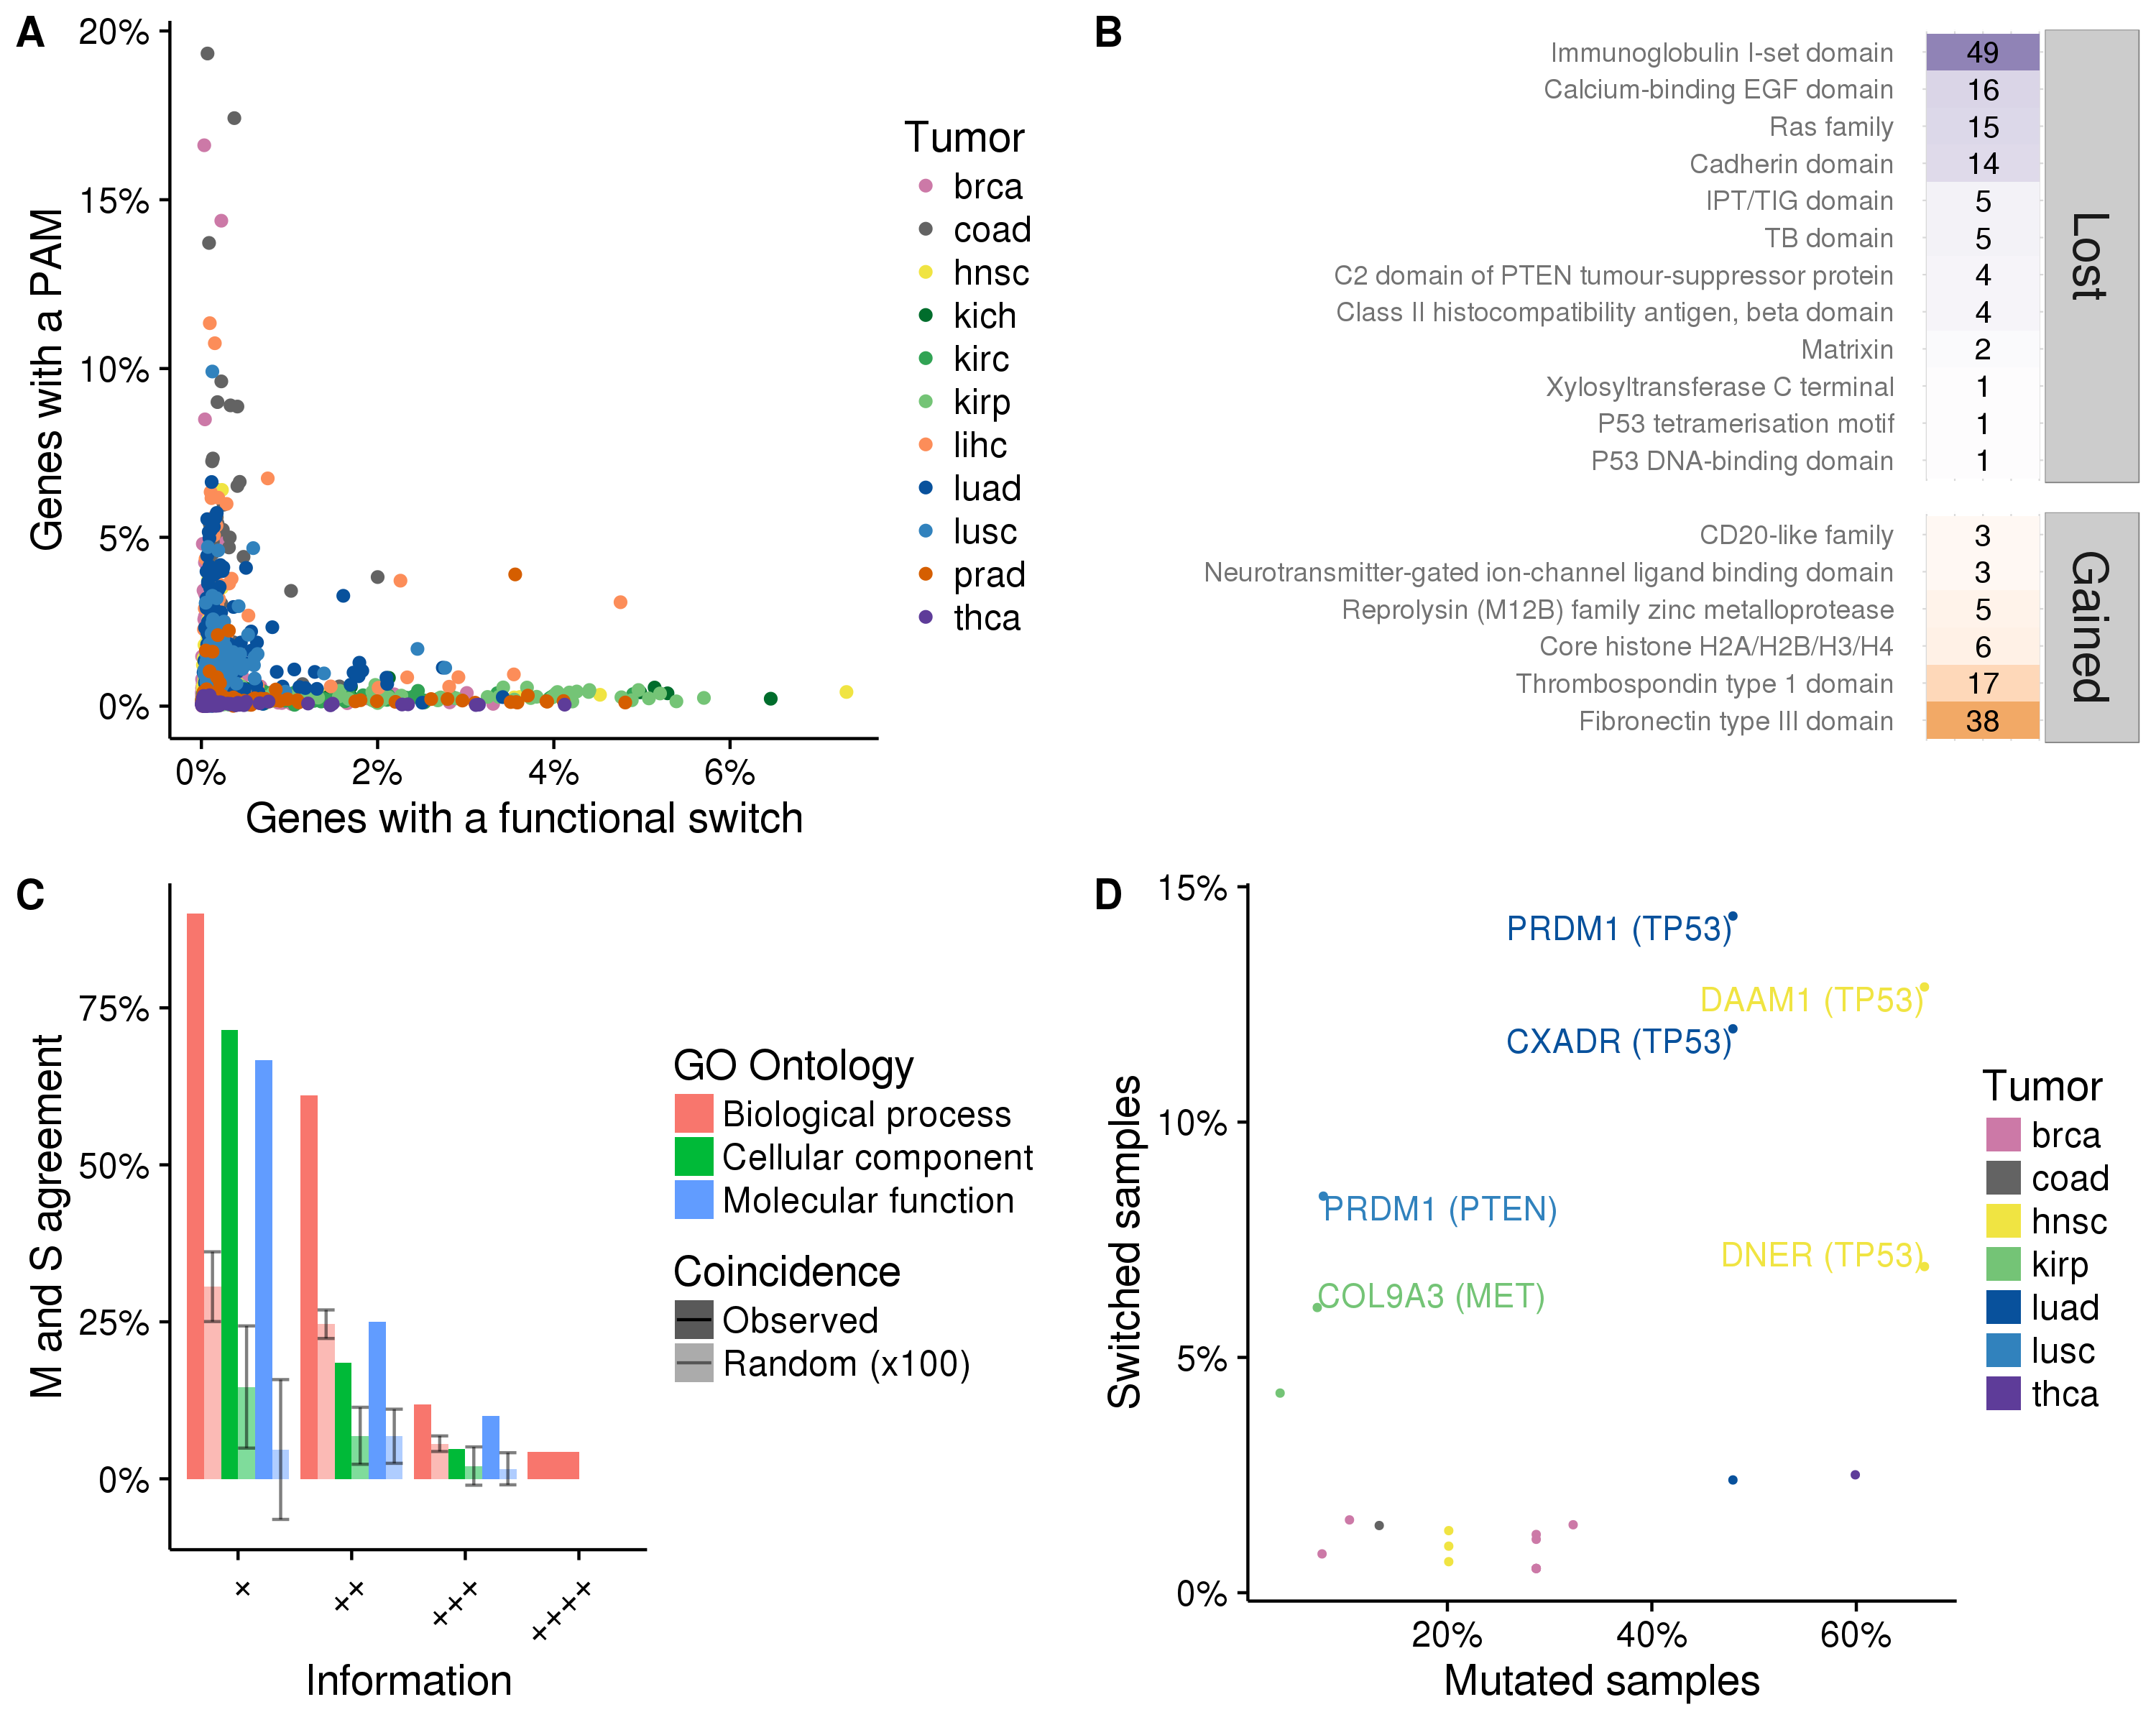 A
20%
15%
10%
5%
0%
Genes with a PAM
0%
2%
4%
6%
Genes with a functional switch
Tumor
brca
coad
hnsc
kich
kirc
kirp
lihc
luad
lusc
prad
thca
B
Immunoglobulin I-set domain 49
Calcium-binding EGF domain 16
Ras family 15
Cadherin domain 14
IPT/TIG domain 5
TB domain 5
C2 domain of PTEN tumour-suppressor protein 4
Class II histocompatibility antigen, beta domain 4
Matrixin 2
Xylosyltransferase C terminal 1
P53 tetramerisation motif 1
P53 DNA-binding domain 1
Lost
CD20-like family 3
Neurotransmitter-gated ion-channel ligand binding domain 3
Reprolysin (M12B) family zinc metalloprotease 5
Core histone H2A/H2B/H3/H4 6
Thrombospondin type 1 domain 17
Fibronectin type III domain 38
Gained
C
75%
50%
25%
0%
M and S agreement
+
++
+++
++++
Information
GO Ontology
Biological process
Cellular component
Molecular function
Coincidence
Observed
Random (x100)
D
15%
10%
5%
0%
Switched samples
PRDM1 (TP53)
DAAM1 (TP53)
CXADR (TP53)
PRDM1 (PTEN)
DNER (TP53)
COL9A3 (MET)
20%
40%
60%
Mutated samples
Tumor
brca
coad
hnsc
kirp
luad
lusc
thca